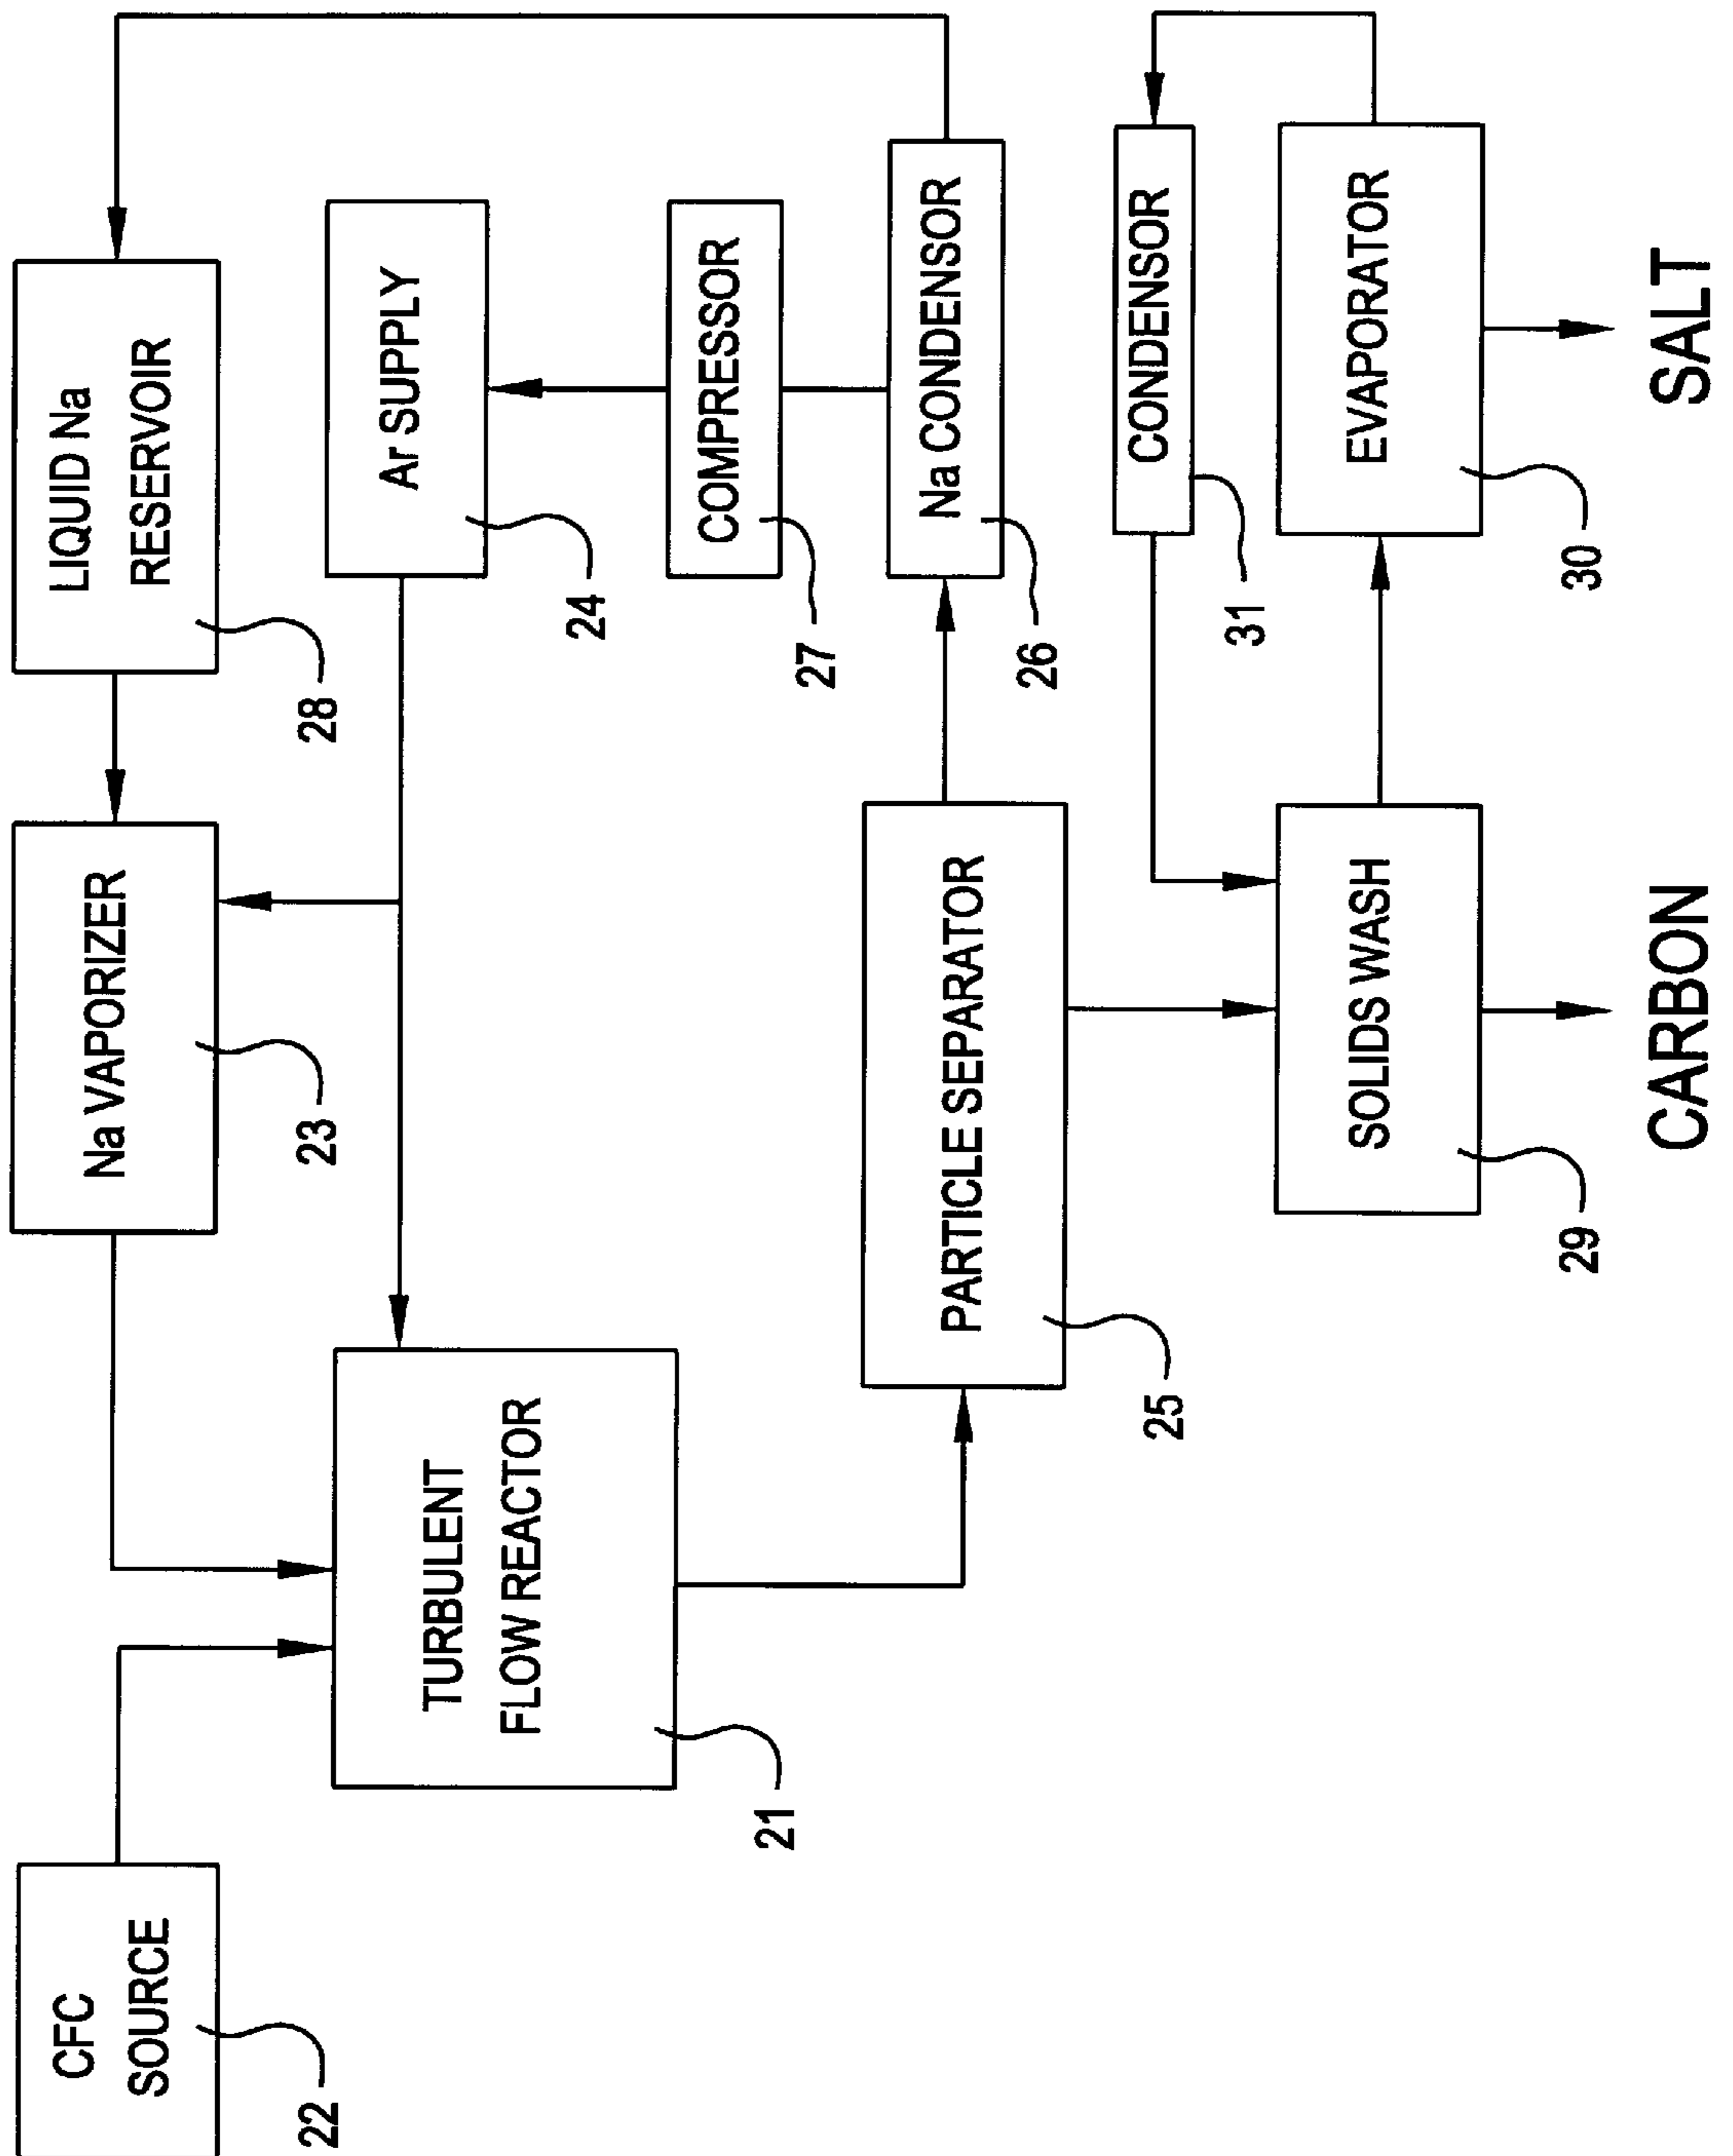 CFC
SOURCE
22
Na VAPORIZER
23
LIQUID Na
RESERVOIR
28
TURBULENT
FLOW REACTOR
21
Ar SUPPLY
24
COMPRESSOR
27
Na CONDENSOR
26
PARTICLE SEPARATOR
25
CONDENSOR
31
SOLIDS WASH
29
EVAPORATOR
30
CARBON
SALT